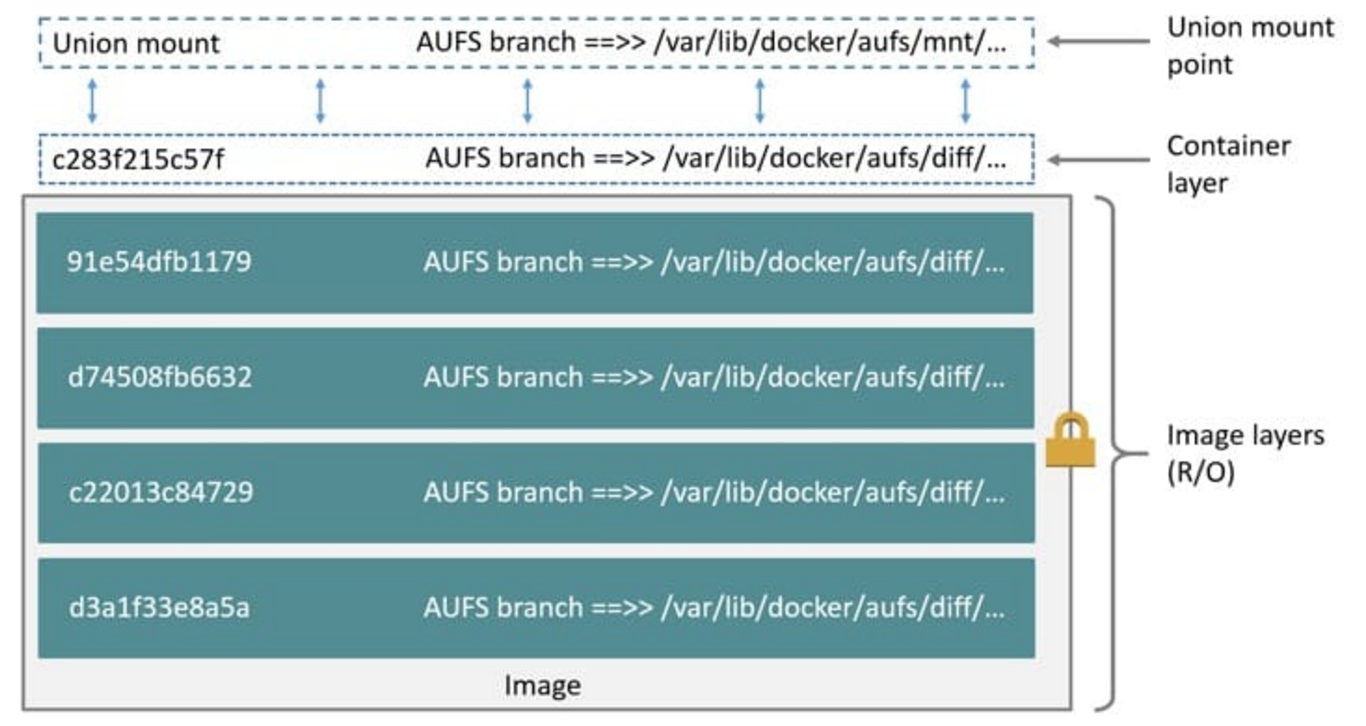 Union mount AUFS branch ==>> /var/lib/docker/aufs/mnt/...
Union mount
point
c283f215c57f AUFS branch ==>> /var/lib/docker/aufs/diff/...
Container
layer
91e54dfb1179 AUFS branch ==>> /var/lib/docker/aufs/diff/...
d74508fb6632 AUFS branch ==>> /var/lib/docker/aufs/diff/...
c22013c84729 AUFS branch ==>> /var/lib/docker/aufs/diff/...
d3a1f33e8a5a AUFS branch ==>> /var/lib/docker/aufs/diff/...
Image layers
(R/O)
Image